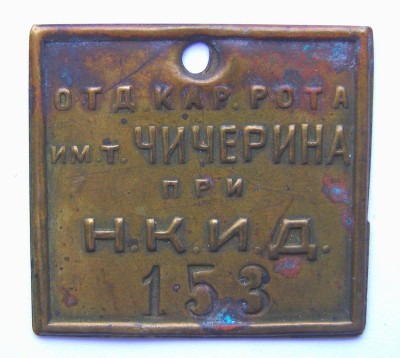 ОТД. КАР. РОТА
ИМ.Т. ЧИЧЕРИНА
ПРИ
Н.К.И.Д.
153